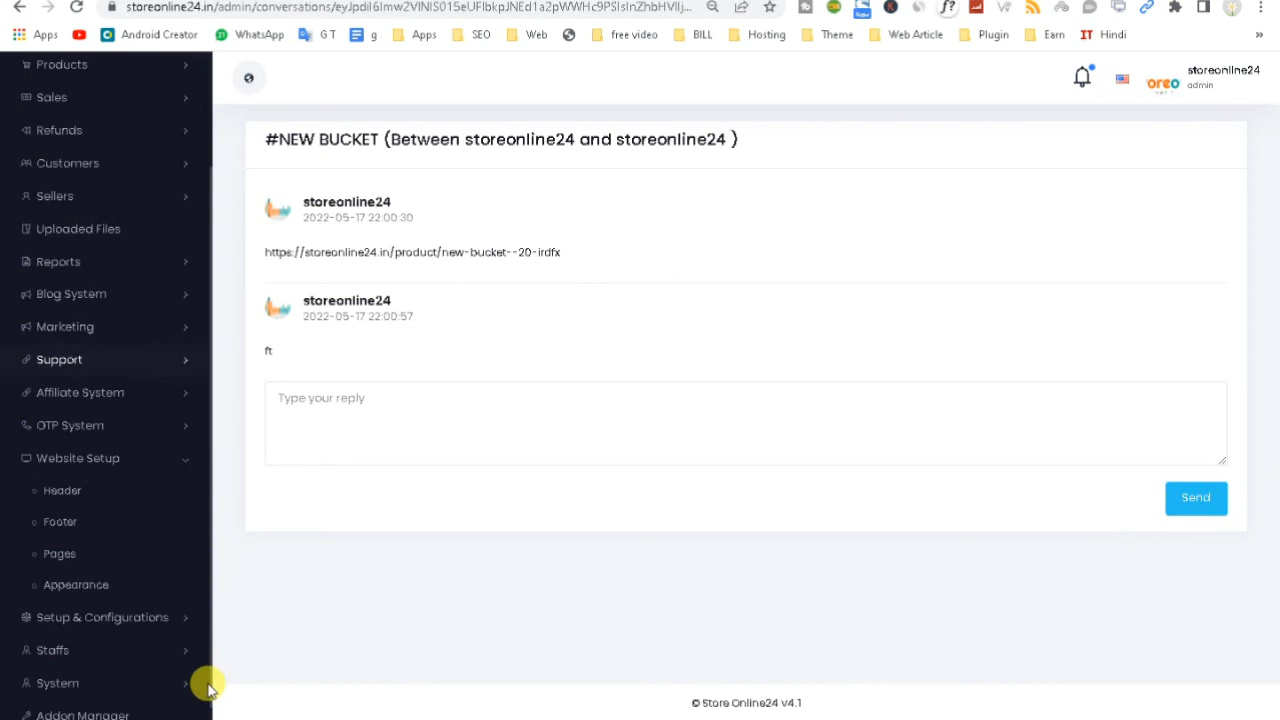 storeonline24.in/admin/conversations/
Apps
Android Creator
WhatsApp
G T
g
Apps
SEO
Web
free video
BILL
Hosting
Theme
Web Article
Plugin
Earn
IT Hindi
»
Products
Sales
Refunds
Customers
Sellers
Uploaded Files
Reports
Blog System
Marketing
Support
Affiliate System
OTP System
Website Setup
Header
Footer
Pages
Appearance
Setup & Configurations
Staffs
System
Addon Manager
storeonline24
admin
oreo
#NEW BUCKET (Between storeonline24 and storeonline24 )
storeonline24
2022-05-17 22:00:30
https://storeonline24.in/product/new-bucket--20-irdfx
storeonline24
2022-05-17 22:00:57
ft
Type your reply
Send
© Store Online24 v4.1